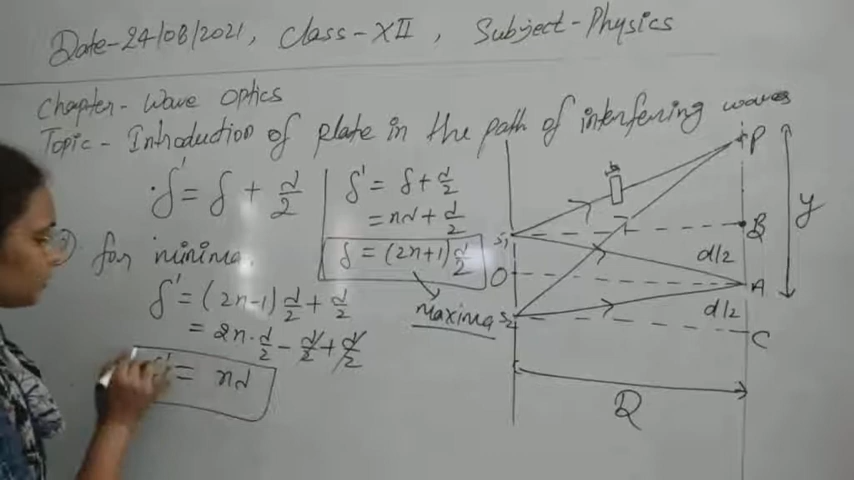 Date-24/08/2021, Class-XII, Subject-Physics
Chapter- Wave Optics
Topic - Introduction of plate in the path of interfering waves
δ' = δ + λ/2
for minima,
δ' = (2n-1) λ/2 + λ/2
= 2n·λ/2 - λ/2 + λ/2
= nλ
δ' = δ + λ/2
= nλ + λ/2
δ = (2n+1) λ/2
maxima
P
t
S1
B
y
d/2
O
A
S2
d/2
C
D